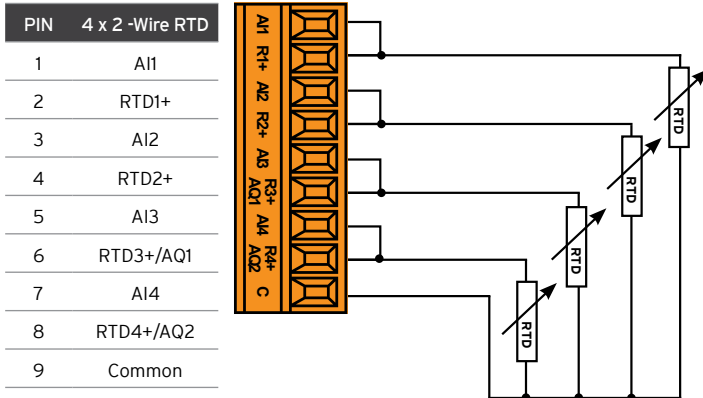 PIN 4 x 2 -Wire RTD
1 AI1
2 RTD1+
3 AI2
4 RTD2+
5 AI3
6 RTD3+/AQ1
7 AI4
8 RTD4+/AQ2
9 Common
AI1
R1+
AI2
R2+
AI3
R3+
AQ1
AI4
R4+
AQ2
C
RTD
RTD
RTD
RTD